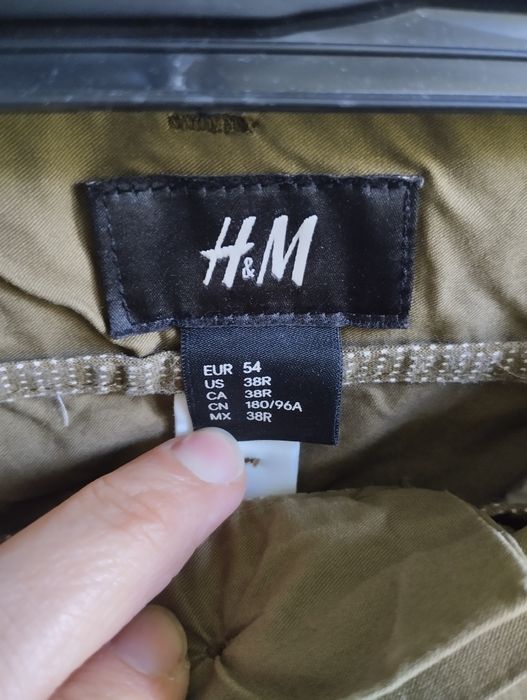 H&M
EUR 54
US 38R
CA 38R
CN 180/96A
MX 38R